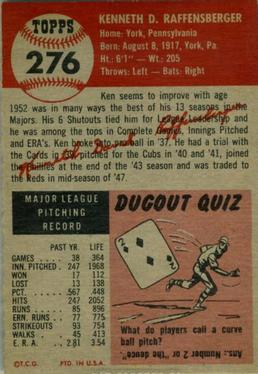 TOPPS
276
KENNETH D. RAFFENSBERGER
Home: York, Pennsylvania
Born: August 8, 1917, York, Pa.
Ht.: 6'1" — Wt.: 205
Throws: Left — Bats: Right
Ken seems to improve with age
1952 was in many ways the best of his 13 seasons in the
Majors. His 6 Shutouts tied him for League Leadership and
he was among the tops in Complete Games, Innings Pitched
and ERA's. Ken broke into baseball in '37. He had a trial with
the Cards in '39, pitched for the Cubs in '40 and '41, joined the
Phillies at the end of the '43 season and was traded to
the Reds in mid-season of '47.
MAJOR LEAGUE
PITCHING
RECORD
PAST YR. LIFE
GAMES 38 364
INN. PITCHED 247 1968
WON 17 112
LOST 13 138
PCT. .567 .448
HITS 247 2052
RUNS 85 896
ERN. RUNS 77 775
STRIKEOUTS 93 754
WALKS 45 413
E. R. A. 2.81 3.54
DUGOUT QUIZ
2
2
What do players call a curve
ball pitch?
Ans.: Number 2 or "the deuce"
©T.C.G. PTD. IN U.S.A.